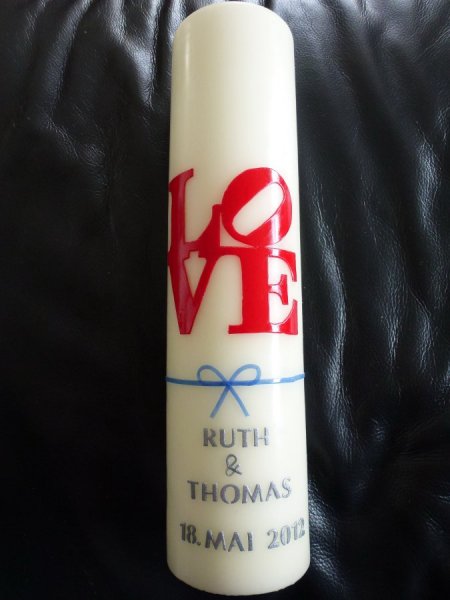 LO
VE
RUTH
&
THOMAS
18. MAI 2012